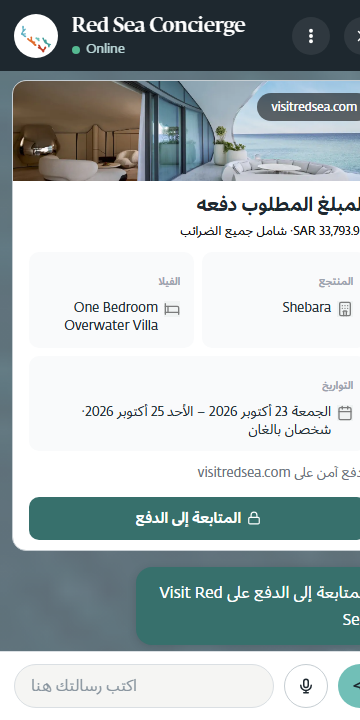 Red Sea Concierge
Online
visitredsea.com
المبلغ المطلوب دفعه
SAR 33,793.9· شامل جميع الضرائب
المنتجع
Shebara
الفيلا
One Bedroom
Overwater Villa
التواريخ
الجمعة 23 أكتوبر 2026 – الأحد 25 أكتوبر 2026·
شخصان بالغان
دفع آمن على visitredsea.com
المتابعة إلى الدفع
المتابعة إلى الدفع على Visit Red
Se
اكتب رسالتك هنا